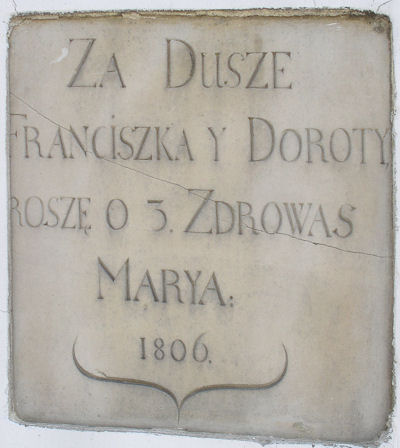 Za Dusze
Franciszka y Doroty
roszę o 3. Zdrowas
Marya:
1806.